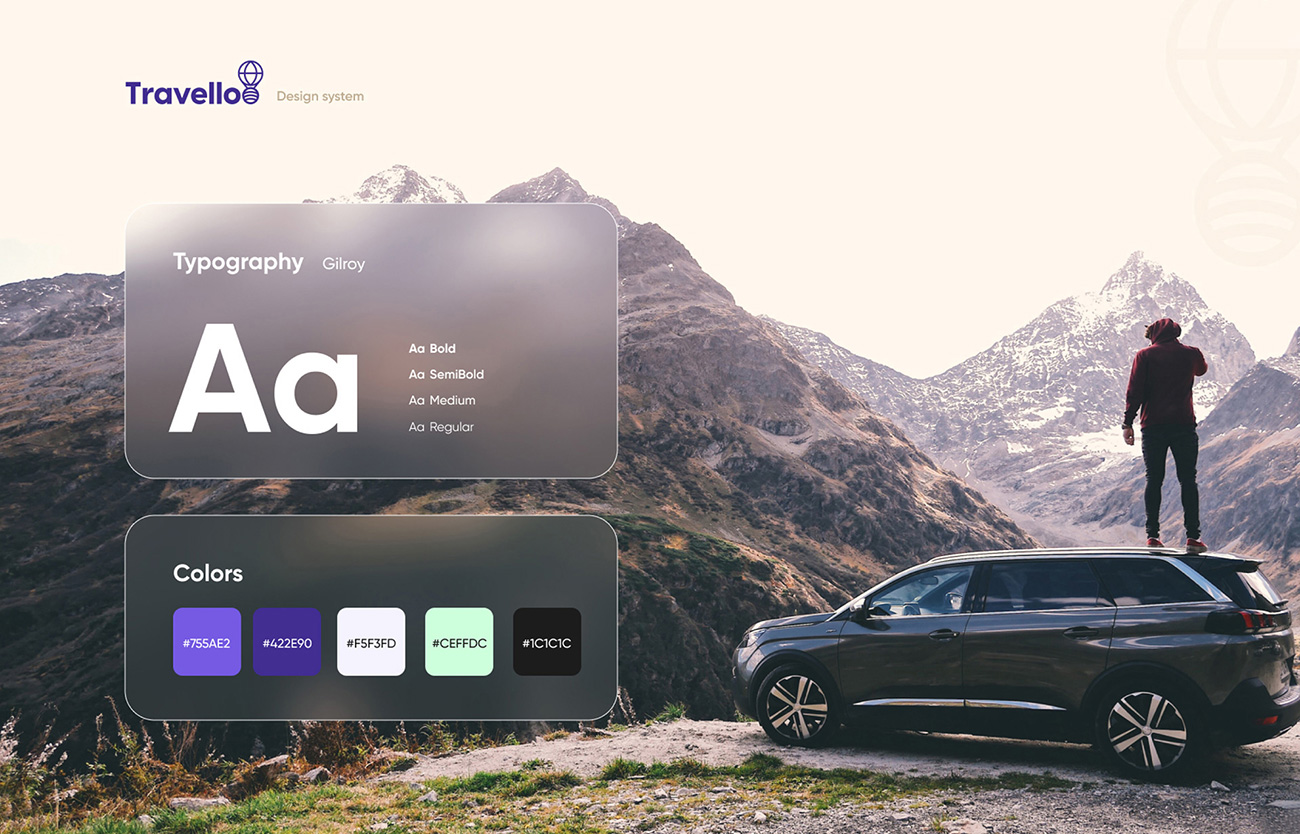 Travello
Design system
Typography Gilroy
Aa
Aa Bold
Aa SemiBold
Aa Medium
Aa Regular
Colors
#755AE2 #422E90 #F5F3FD #CEFFDC #1C1C1C